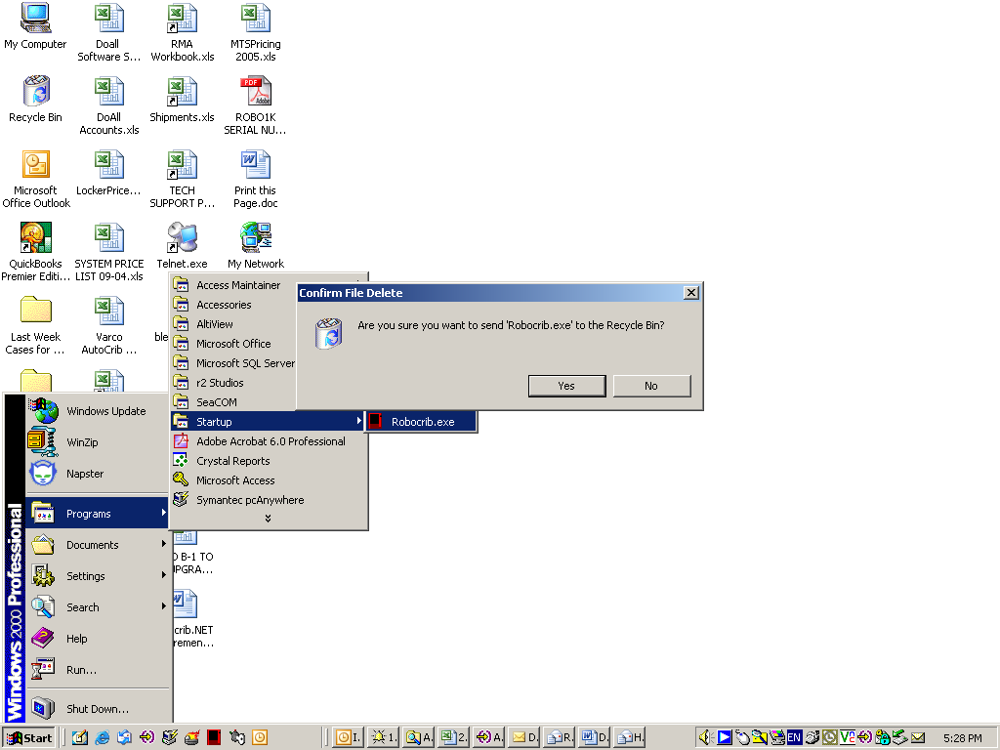 My Computer
Doall
Software S...
RMA
Workbook.xls
MTSPricing
2005.xls
Recycle Bin
DoAll
Accounts.xls
Shipments.xls
PDF
Adobe
ROBO1K
SERIAL NU...
Microsoft
Office Outlook
LockerPrice...
TECH
SUPPORT P...
Print this
Page.doc
QuickBooks
Premier Editi...
SYSTEM PRICE
LIST 09-04.xls
Telnet.exe
My Network
Last Week
Cases for ...
Varco
AutoCrib ...
ble
Access Maintainer
Accessories
AltiView
Microsoft Office
Microsoft SQL Server
r2 Studios
SeaCOM
Startup
Adobe Acrobat 6.0 Professional
Crystal Reports
Microsoft Access
Symantec pcAnywhere
Robocrib.exe
Confirm File Delete
Are you sure you want to send 'Robocrib.exe' to the Recycle Bin?
Yes
No
Windows Update
WinZip
Napster
Programs
Documents
Settings
Search
Help
Run...
Shut Down...
Windows 2000 Professional
O B-1 TO
UPGRA...
crib.NET
iremen...
Start
I.
1.
A.
2.
A.
D.
R.
D.
H.
EN
5:28 PM